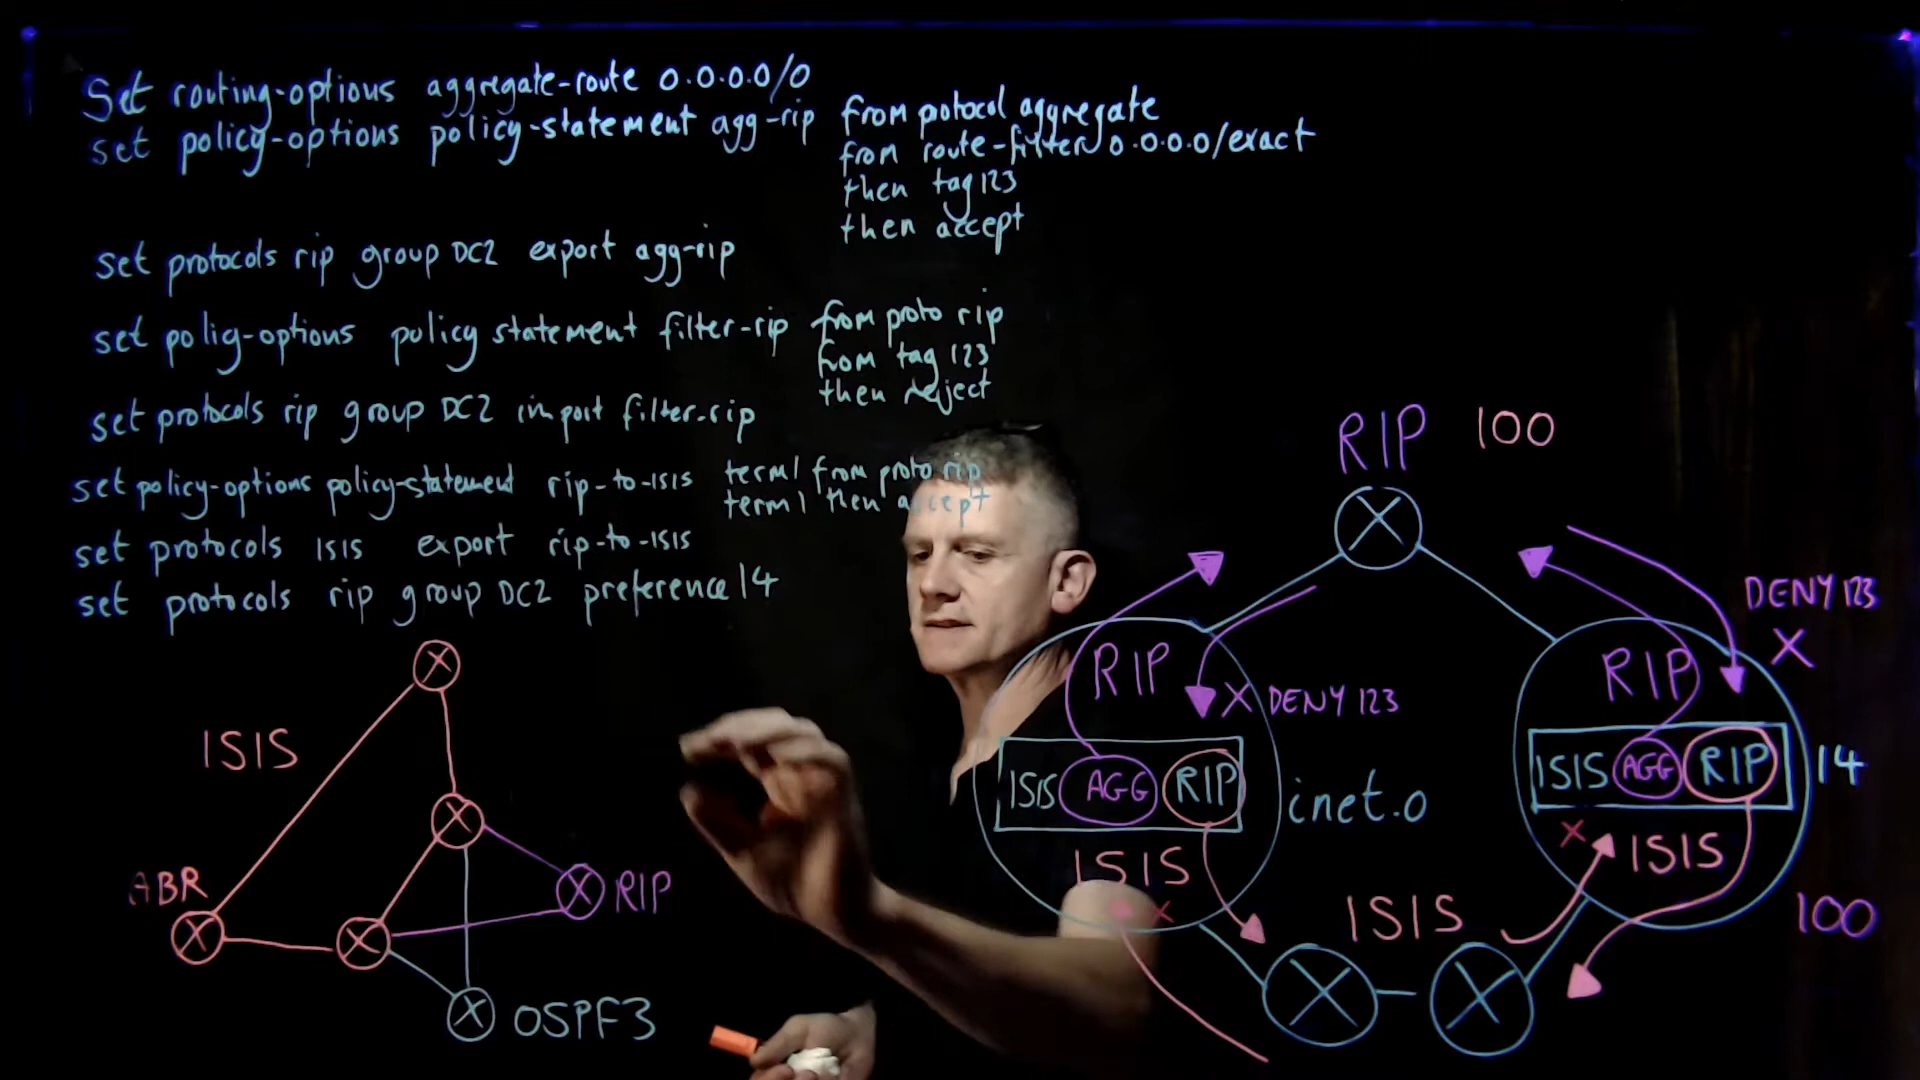 Set routing-options aggregate-route 0.0.0.0/0
set policy-options policy-statement agg-rip from potocol aggregate
from route-filter 0.0.0.0/exact
then tag 123
then accept
set protocols rip group DC2 export agg-rip
set polig-options policy statement filter-rip from proto rip
from tag 123
then reject
set protocols rip group DC2 import filter-rip
set policy-options policy-statement rip-to-ISIS term 1 from proto rip
term 1 then accept
set protocols ISIS export rip-to-ISIS
set protocols rip group DC2 preference 14
RIP 100
DENY 123
RIP
RIP
DENY 123
ISIS
ISIS AGG RIP
ISIS AGG RIP
14
inet.0
ISIS
ISIS
ABR
RIP
ISIS
100
OSPF3